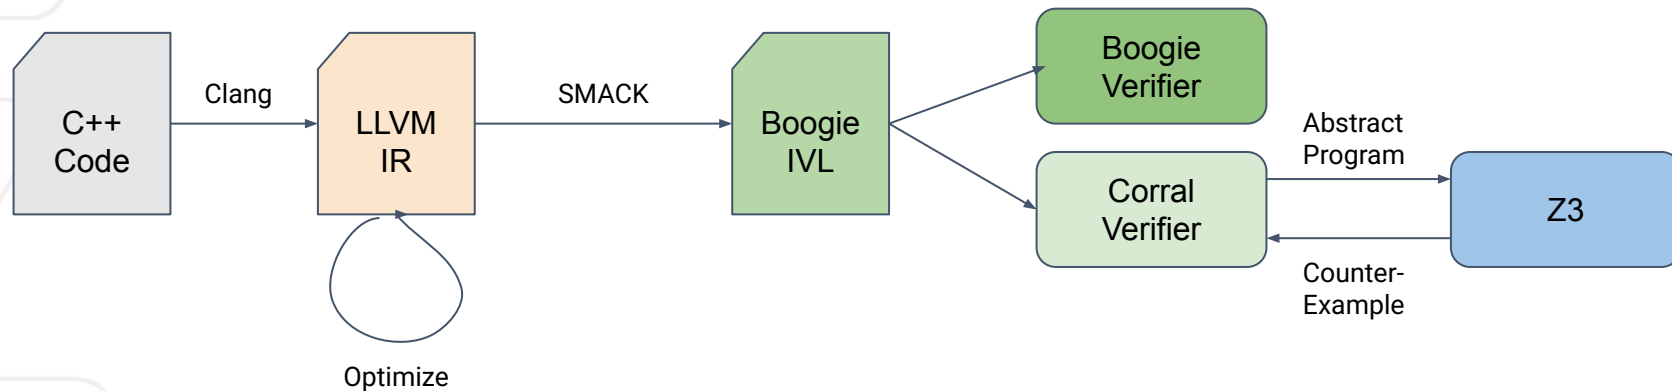 C++
Code
Clang
LLVM
IR
Optimize
SMACK
Boogie
IVL
Boogie
Verifier
Corral
Verifier
Abstract
Program
Counter-
Example
Z3